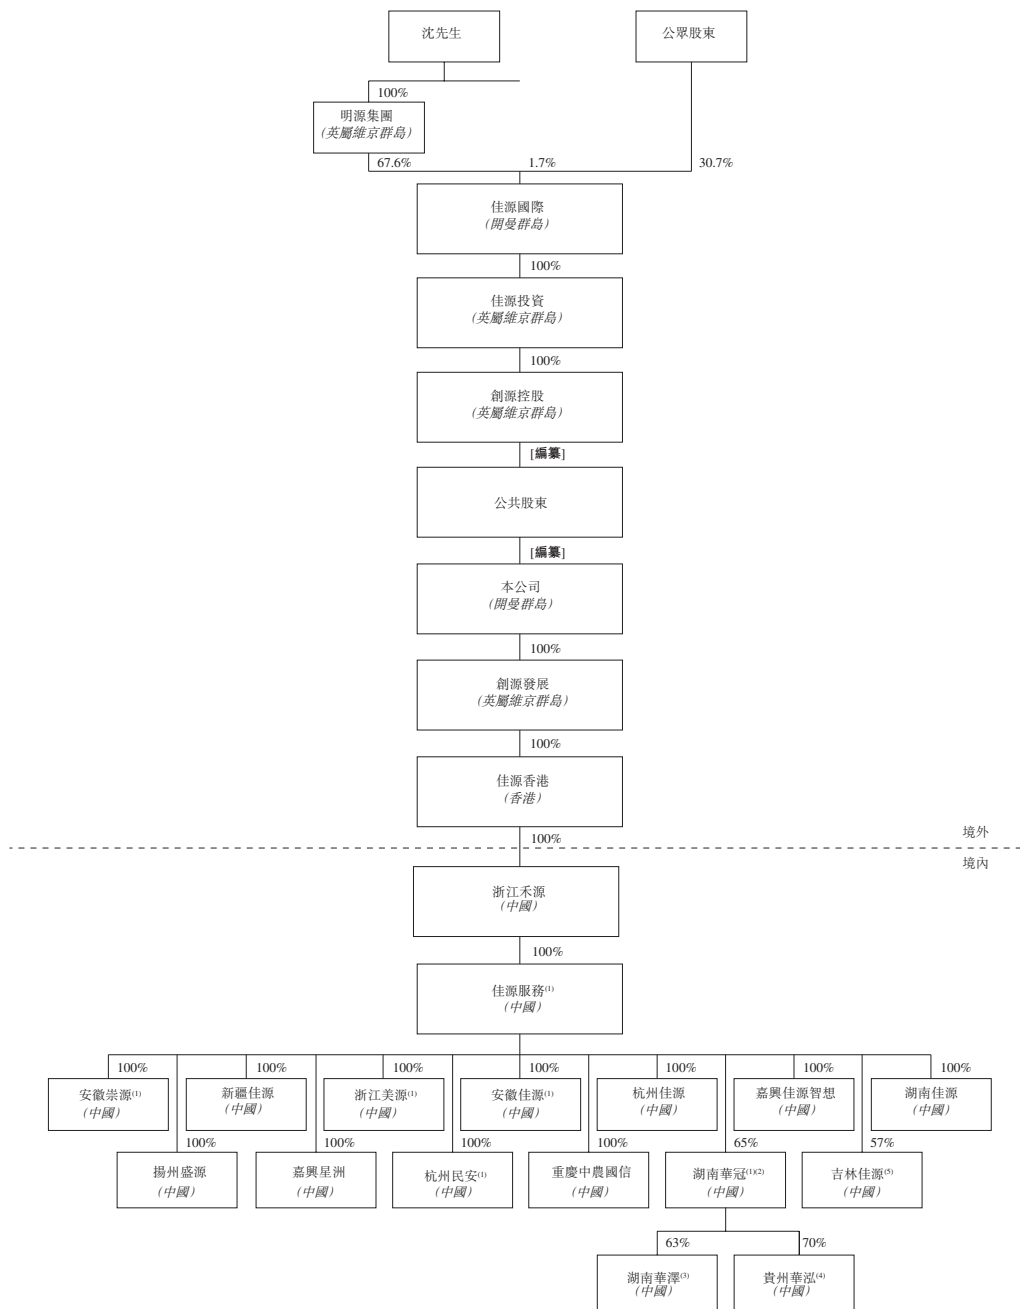 沈先生
公眾股東
100%
明源集團
(英屬維京群島)
67.6%
1.7%
30.7%
佳源國際
(開曼群島)
100%
佳源投資
(英屬維京群島)
100%
創源控股
(英屬維京群島)
[編纂]
公共股東
[編纂]
本公司
(開曼群島)
100%
創源發展
(英屬維京群島)
100%
佳源香港
(香港)
100%
境外
境內
浙江禾源
(中國)
100%
佳源服務(1)
(中國)
100%
100%
100%
100%
100%
100%
100%
安徽崇源(1)
(中國)
新疆佳源
(中國)
浙江美源(1)
(中國)
安徽佳源(1)
(中國)
杭州佳源
(中國)
嘉興佳源智想
(中國)
湖南佳源
(中國)
100%
100%
100%
100%
65%
57%
揚州盛源
(中國)
嘉興星洲
(中國)
杭州民安(1)
(中國)
重慶中農國信
(中國)
湖南華冠(1)(2)
(中國)
吉林佳源(5)
(中國)
63%
70%
湖南華澤(3)
(中國)
貴州華泓(4)
(中國)